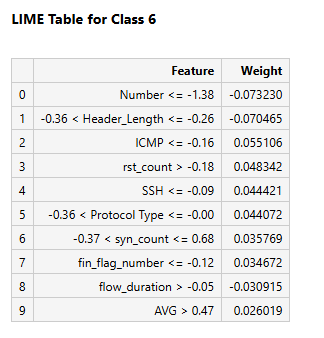 LIME Table for Class 6
Feature Weight
0 Number <= -1.38 -0.073230
1 -0.36 < Header_Length <= -0.26 -0.070465
2 ICMP <= -0.16 0.055106
3 rst_count > -0.18 0.048342
4 SSH <= -0.09 0.044421
5 -0.36 < Protocol Type <= -0.00 0.044072
6 -0.37 < syn_count <= 0.68 0.035769
7 fin_flag_number <= -0.12 0.034672
8 flow_duration > -0.05 -0.030915
9 AVG > 0.47 0.026019